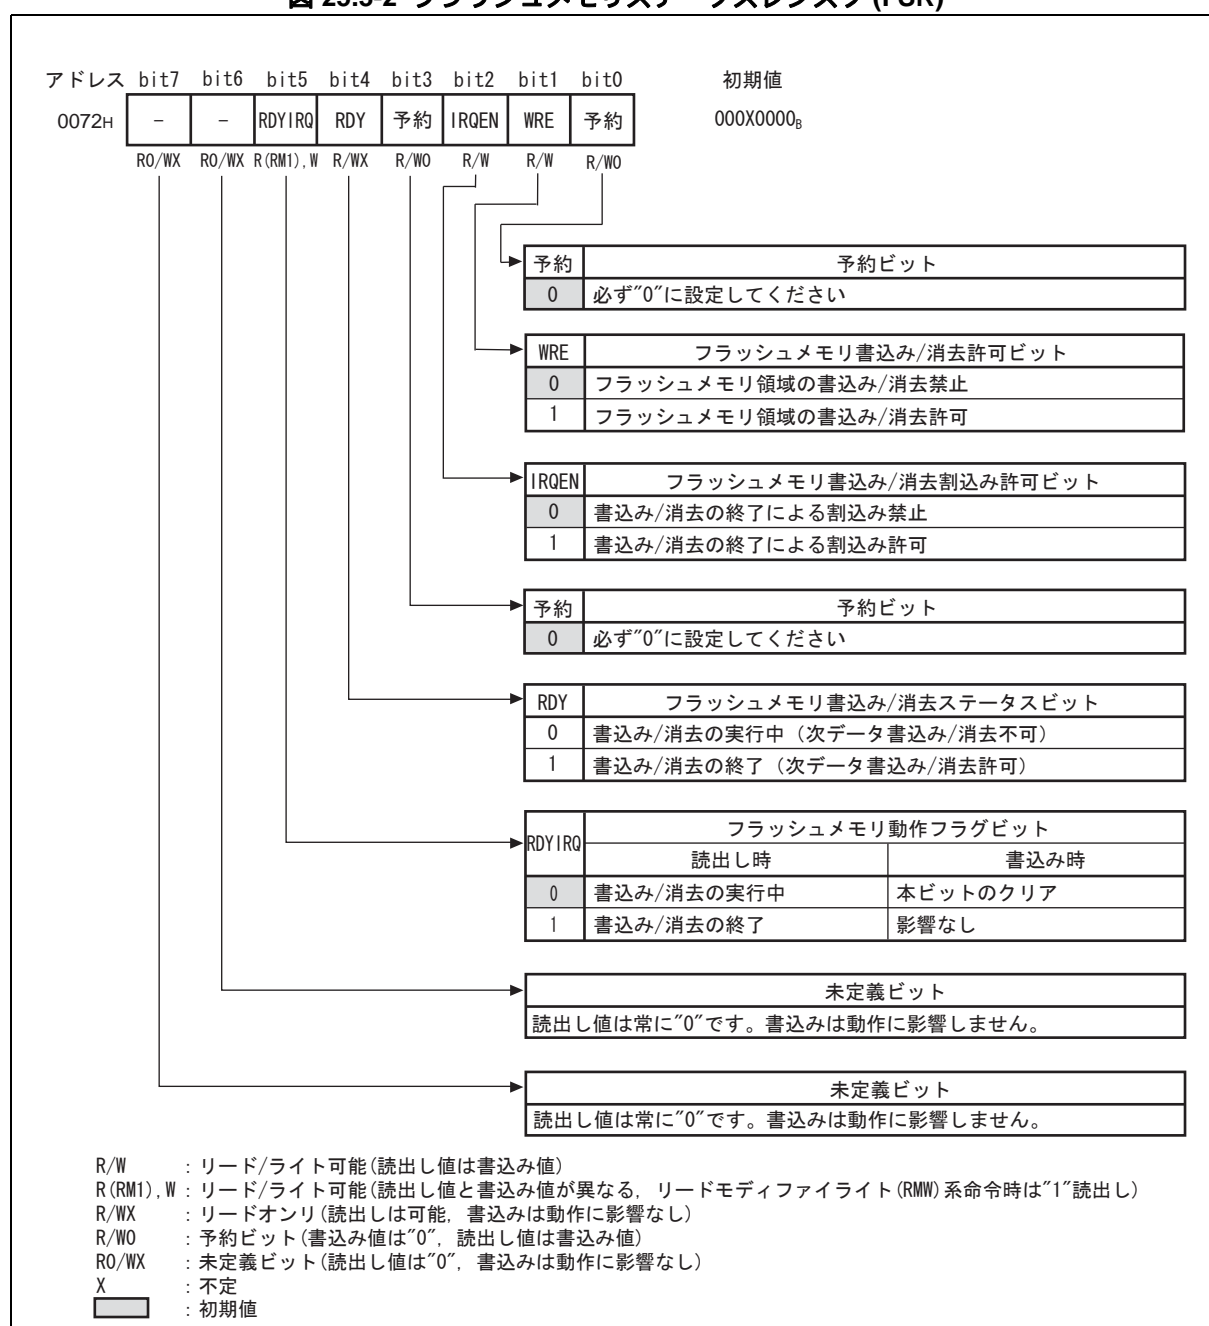 アドレス bit7 bit6 bit5 bit4 bit3 bit2 bit1 bit0 初期値
0072H - - RDYIRQ RDY 予約 IRQEN WRE 予約 000X0000B
R0/WX R0/WX R(RM1),W R/WX R/W0 R/W R/W R/W0
予約 予約ビット
0 必ず"0"に設定してください
WRE フラッシュメモリ書込み/消去許可ビット
0 フラッシュメモリ領域の書込み/消去禁止
1 フラッシュメモリ領域の書込み/消去許可
IRQEN フラッシュメモリ書込み/消去割込み許可ビット
0 書込み/消去の終了による割込み禁止
1 書込み/消去の終了による割込み許可
予約 予約ビット
0 必ず"0"に設定してください
RDY フラッシュメモリ書込み/消去ステータスビット
0 書込み/消去の実行中（次データ書込み/消去不可）
1 書込み/消去の終了（次データ書込み/消去許可）
RDYIRQ フラッシュメモリ動作フラグビット
読出し時 書込み時
0 書込み/消去の実行中 本ビットのクリア
1 書込み/消去の終了 影響なし
未定義ビット
読出し値は常に"0"です。書込みは動作に影響しません。
未定義ビット
読出し値は常に"0"です。書込みは動作に影響しません。
R/W : リード/ライト可能(読出し値は書込み値)
R(RM1),W : リード/ライト可能(読出し値と書込み値が異なる, リードモディファイライト(RMW)系命令時は"1"読出し)
R/WX : リードオンリ(読出しは可能, 書込みは動作に影響なし)
R/W0 : 予約ビット(書込み値は"0", 読出し値は書込み値)
R0/WX : 未定義ビット(読出し値は"0", 書込みは動作に影響なし)
X : 不定
: 初期値